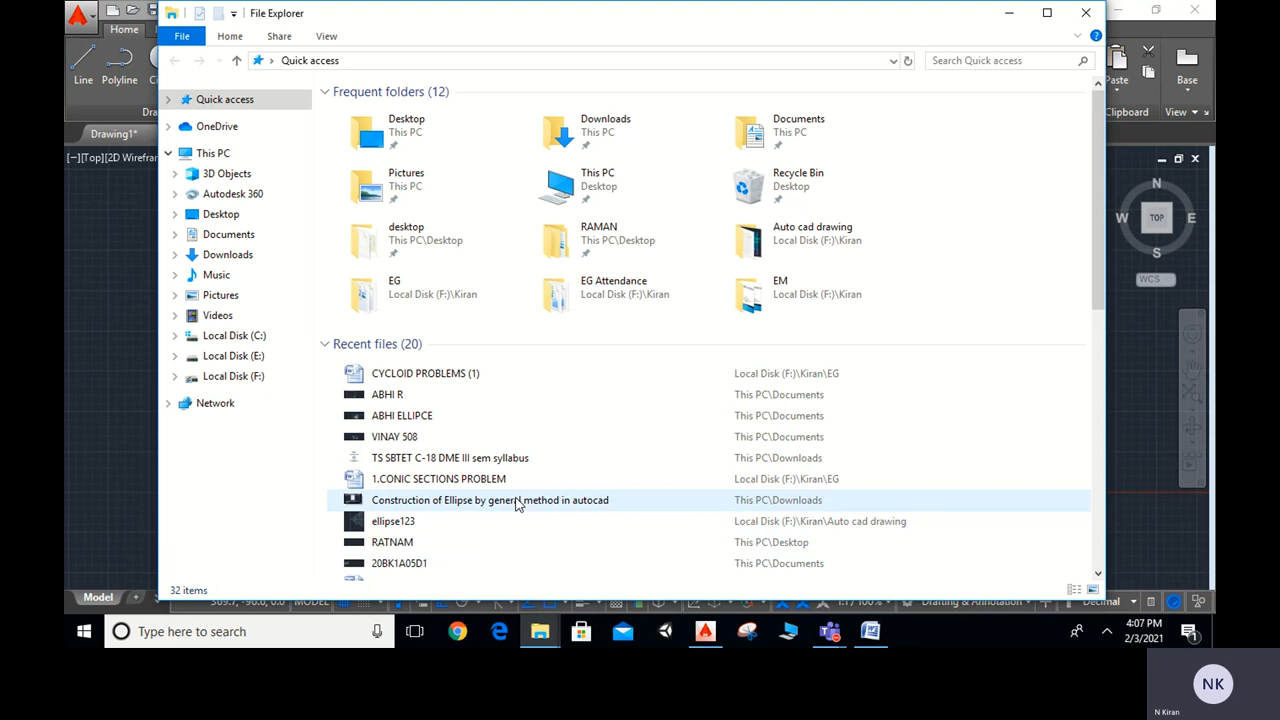 File Explorer
Home
File
Home
Share
View
Quick access
Search Quick access
Line
Polyline
Paste
Base
Clipboard
View
Drawing1*
[−][Top][2D Wirefram
Quick access
OneDrive
This PC
3D Objects
Autodesk 360
Desktop
Documents
Downloads
Music
Pictures
Videos
Local Disk (C:)
Local Disk (E:)
Local Disk (F:)
Network
Frequent folders (12)
Desktop
This PC
Downloads
This PC
Documents
This PC
Pictures
This PC
This PC
Desktop
Recycle Bin
Desktop
desktop
This PC\Desktop
RAMAN
This PC\Desktop
Auto cad drawing
Local Disk (F:)\Kiran
EG
Local Disk (F:)\Kiran
EG Attendance
Local Disk (F:)\Kiran
EM
Local Disk (F:)\Kiran
Recent files (20)
CYCLOID PROBLEMS (1) Local Disk (F:)\Kiran\EG
ABHI R This PC\Documents
ABHI ELLIPCE This PC\Documents
VINAY 508 This PC\Documents
TS SBTET C-18 DME III sem syllabus This PC\Downloads
1.CONIC SECTIONS PROBLEM Local Disk (F:)\Kiran\EG
Construction of Ellipse by general method in autocad This PC\Downloads
ellipse123 Local Disk (F:)\Kiran\Auto cad drawing
RATNAM This PC\Desktop
20BK1A05D1 This PC\Documents
32 items
N
W TOP E
S
WCS
Model
MODEL
Drafting & Annotation
Decimal
Type here to search
4:07 PM
2/3/2021
1
NK
N Kiran